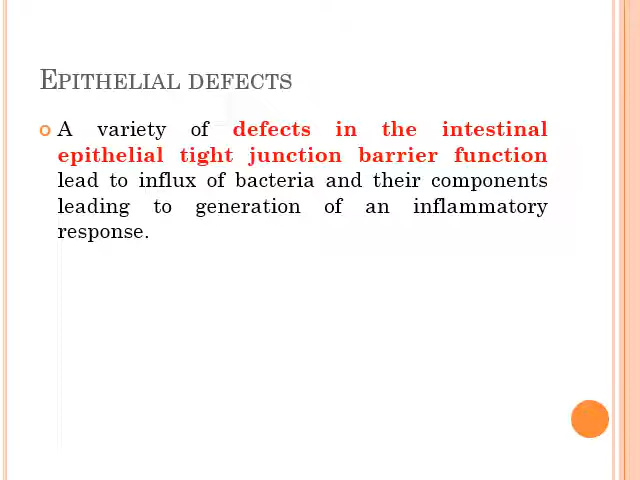 EPITHELIAL DEFECTS
A variety of defects in the intestinal
epithelial tight junction barrier function
lead to influx of bacteria and their components
leading to generation of an inflammatory
response.